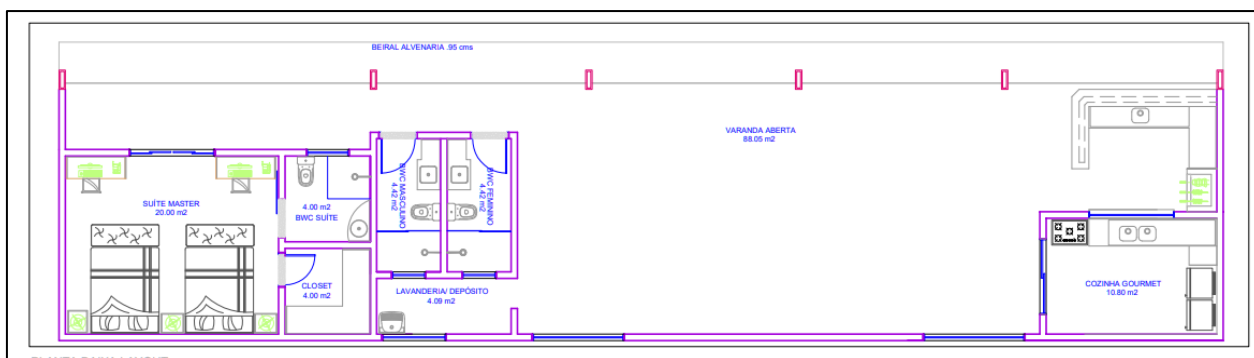 BEIRAL ALVENARIA .95 cms
VARANDA ABERTA
88.05 m2
SUÍTE MASTER
20.00 m2
4.00 m2
BWC SUÍTE
BWC MASCULINO
4.42 m2
BWC FEMININO
4.42 m2
CLOSET
4.00 m2
LAVANDERIA/ DEPÓSITO
4.09 m2
COZINHA GOURMET
10.80 m2